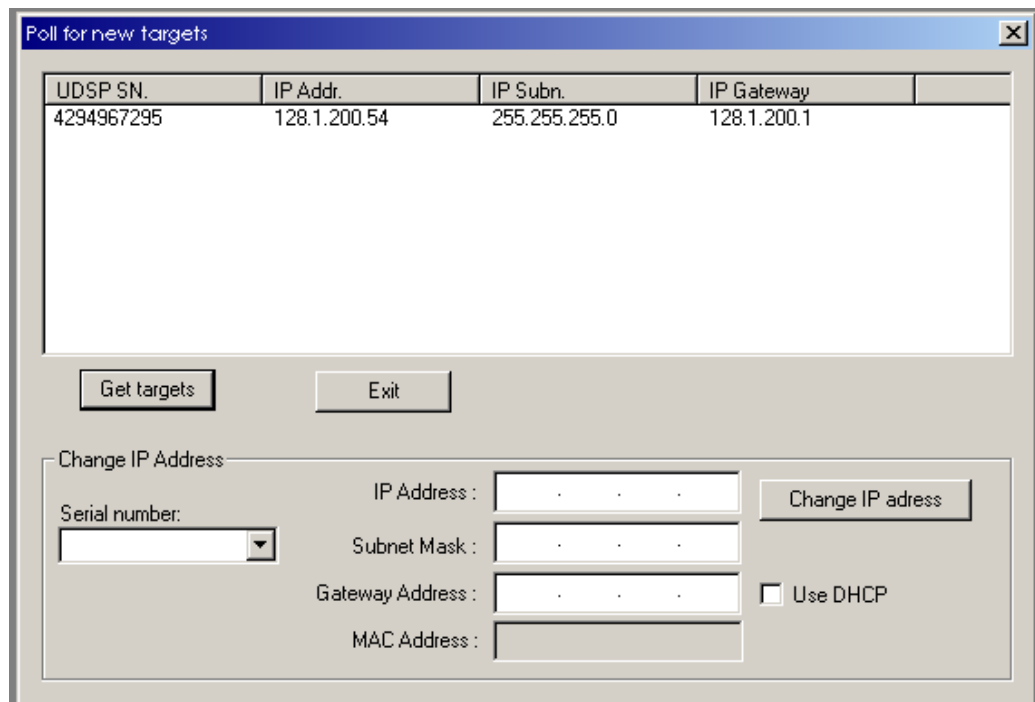 Poll for new targets
UDSP SN. IP Addr. IP Subn. IP Gateway
4294967295 128.1.200.54 255.255.255.0 128.1.200.1
Get targets Exit
Change IP Address
IP Address : . . . Change IP adress
Serial number:
Subnet Mask : . . .
Gateway Address : . . . Use DHCP
MAC Address :